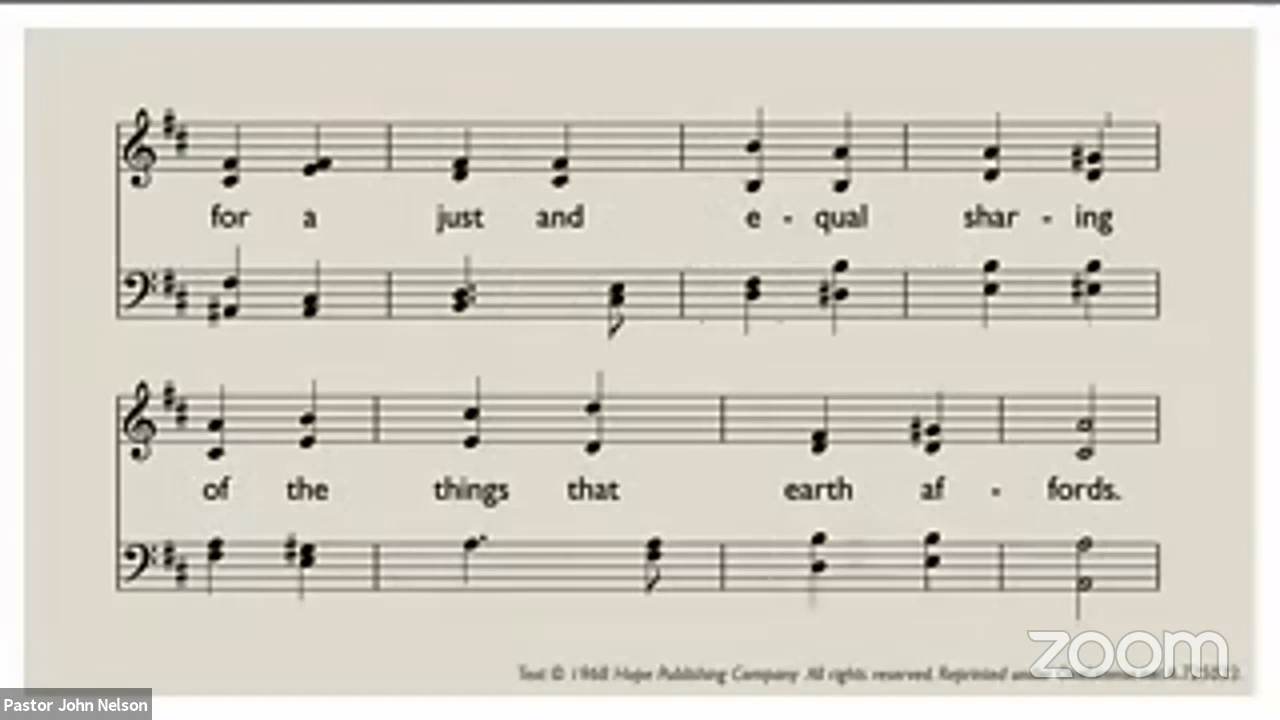 for a just and e - qual shar - ing
of the things that earth af - fords.
Text © 1968 Hope Publishing Company All rights reserved. Reprinted under
zoom
Pastor John Nelson